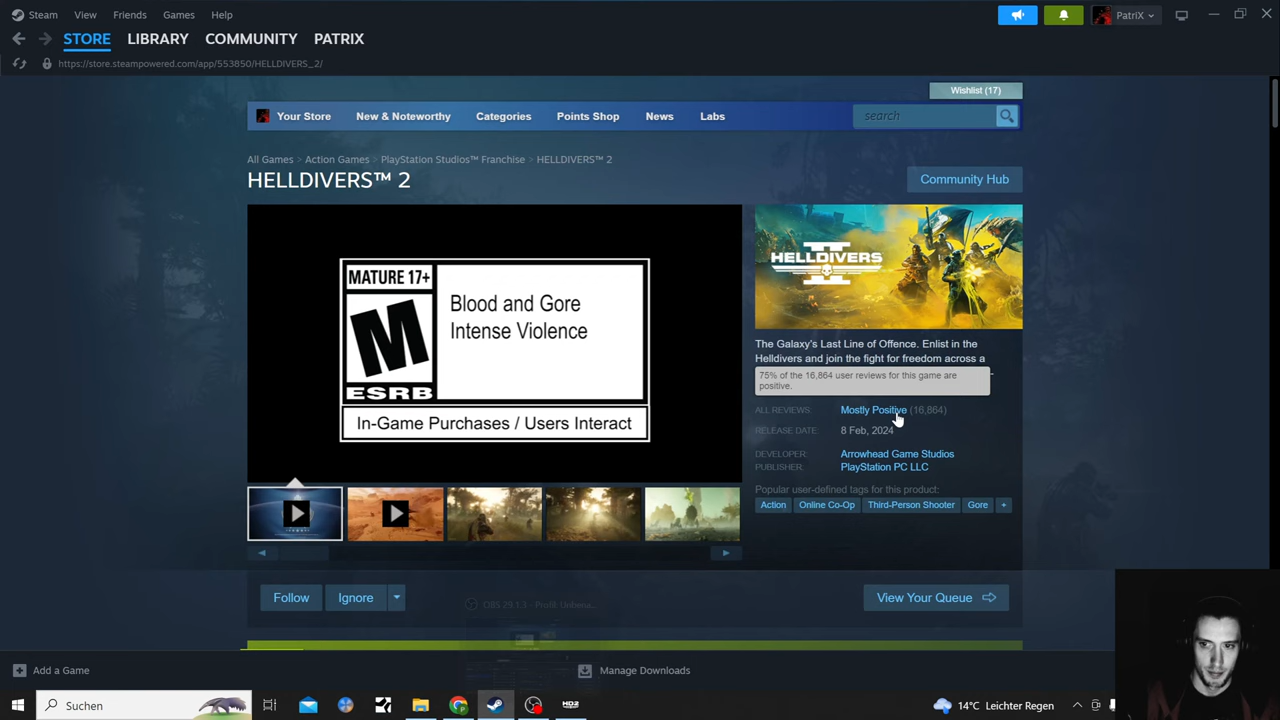 Steam View Friends Games Help
PatriX
STORE LIBRARY COMMUNITY PATRIX
https://store.steampowered.com/app/553850/HELLDIVERS_2/
Wishlist (17)
Your Store New & Noteworthy Categories Points Shop News Labs search
All Games > Action Games > PlayStation Studios™ Franchise > HELLDIVERS™ 2
HELLDIVERS™ 2
Community Hub
MATURE 17+
M
ESRB
Blood and Gore
Intense Violence
In-Game Purchases / Users Interact
HELLDIVERS
II
The Galaxy's Last Line of Offence. Enlist in the
Helldivers and join the fight for freedom across a
75% of the 16,864 user reviews for this game are
positive.
ALL REVIEWS: Mostly Positive (16,864)
RELEASE DATE: 8 Feb, 2024
DEVELOPER: Arrowhead Game Studios
PUBLISHER: PlayStation PC LLC
Popular user-defined tags for this product:
Action Online Co-Op Third-Person Shooter Gore +
Follow Ignore View Your Queue
Add a Game Manage Downloads
Suchen HD2 14°C Leichter Regen